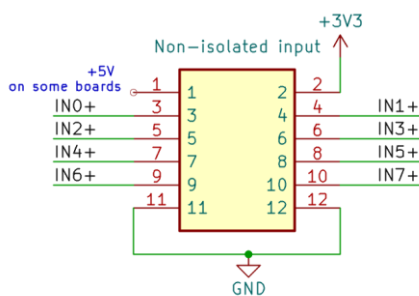 +3V3
Non-isolated input
+5V
on some boards
1 1 2 2
IN0+ 3 3 4 4 IN1+
IN2+ 5 5 6 6 IN3+
IN4+ 7 7 8 8 IN5+
IN6+ 9 9 10 10 IN7+
11 11 12 12
GND